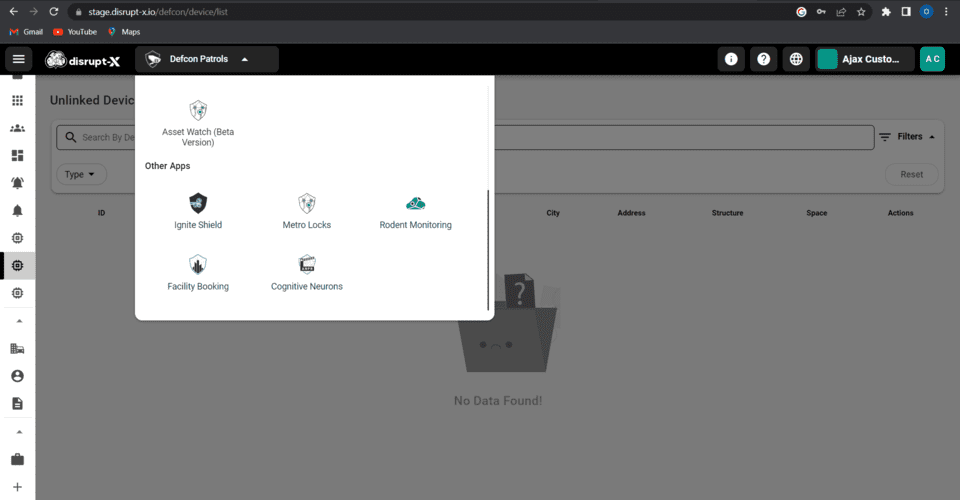 stage.disrupt-x.io/defcon/device/list
G
O
Gmail
YouTube
Maps
disrupt-X
Defcon Patrols
Ajax Custo...
A C
Unlinked Devic
Asset Watch (Beta
Version)
Search By De
Filters
Other Apps
Type
Reset
Ignite Shield
Metro Locks
Rodent Monitoring
ID
City
Address
Structure
Space
Actions
Facility Booking
Cognitive Neurons
?
No Data Found!